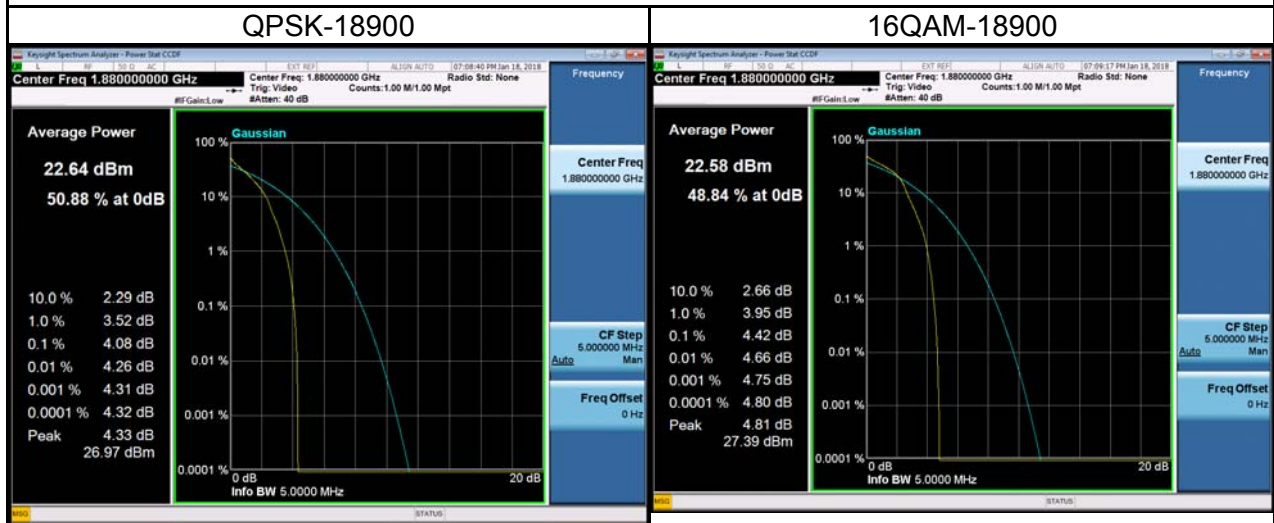 QPSK-18900
Keysight Spectrum Analyzer - Power Stat CCDF
L RF 50 Ω AC EXT REF ALIGN AUTO 07:08:40 PM Jan 18, 2018
Center Freq 1.880000000 GHz
Center Freq: 1.880000000 GHz Radio Std: None
Trig: Video Counts:1.00 M/1.00 Mpt
#IFGain:Low #Atten: 40 dB
Frequency
Average Power
22.64 dBm
50.88 % at 0dB
10.0 % 2.29 dB
1.0 % 3.52 dB
0.1 % 4.08 dB
0.01 % 4.26 dB
0.001 % 4.31 dB
0.0001 % 4.32 dB
Peak 4.33 dB
26.97 dBm
Gaussian
100 %
10 %
1 %
0.1 %
0.01 %
0.001 %
0.0001 %
0 dB 20 dB
Info BW 5.0000 MHz
Center Freq
1.880000000 GHz
CF Step
5.000000 MHz
Auto Man
Freq Offset
0 Hz
MSG STATUS
16QAM-18900
Keysight Spectrum Analyzer - Power Stat CCDF
L RF 50 Ω AC EXT REF ALIGN AUTO 07:09:17 PM Jan 18, 2018
Center Freq 1.880000000 GHz
Center Freq: 1.880000000 GHz Radio Std: None
Trig: Video Counts:1.00 M/1.00 Mpt
#IFGain:Low #Atten: 40 dB
Frequency
Average Power
22.58 dBm
48.84 % at 0dB
10.0 % 2.66 dB
1.0 % 3.95 dB
0.1 % 4.42 dB
0.01 % 4.66 dB
0.001 % 4.75 dB
0.0001 % 4.80 dB
Peak 4.81 dB
27.39 dBm
Gaussian
100 %
10 %
1 %
0.1 %
0.01 %
0.001 %
0.0001 %
0 dB 20 dB
Info BW 5.0000 MHz
Center Freq
1.880000000 GHz
CF Step
5.000000 MHz
Auto Man
Freq Offset
0 Hz
MSG STATUS